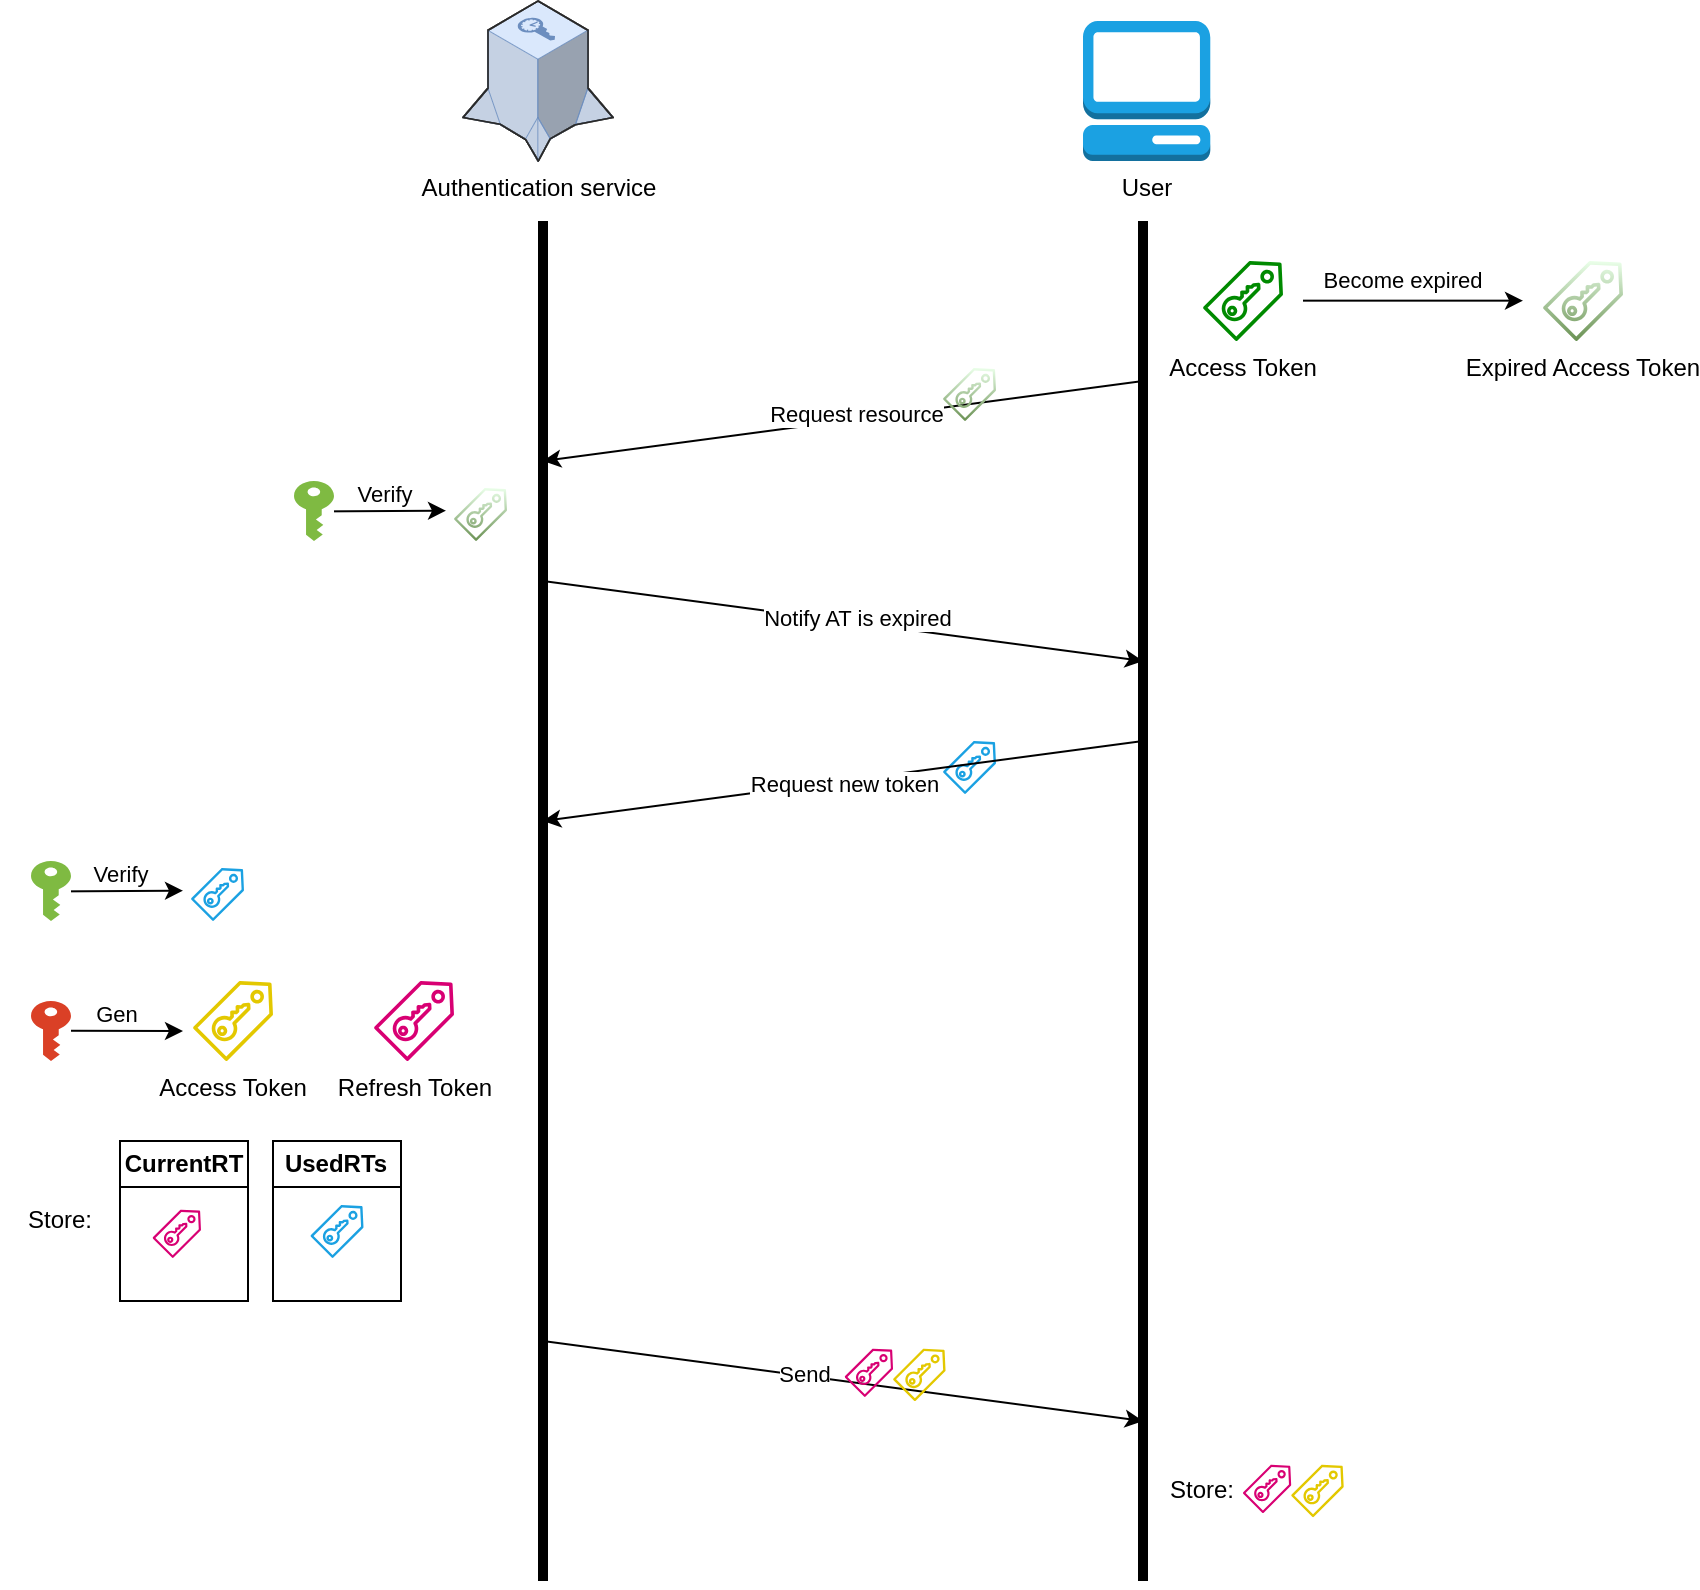 Authentication service
User
Become expired
Access Token
Expired Access Token
Request resource
Verify
Notify AT is expired
Request new token
Verify
Gen
Access Token
Refresh Token
CurrentRT
UsedRTs
Store:
Send
Store: